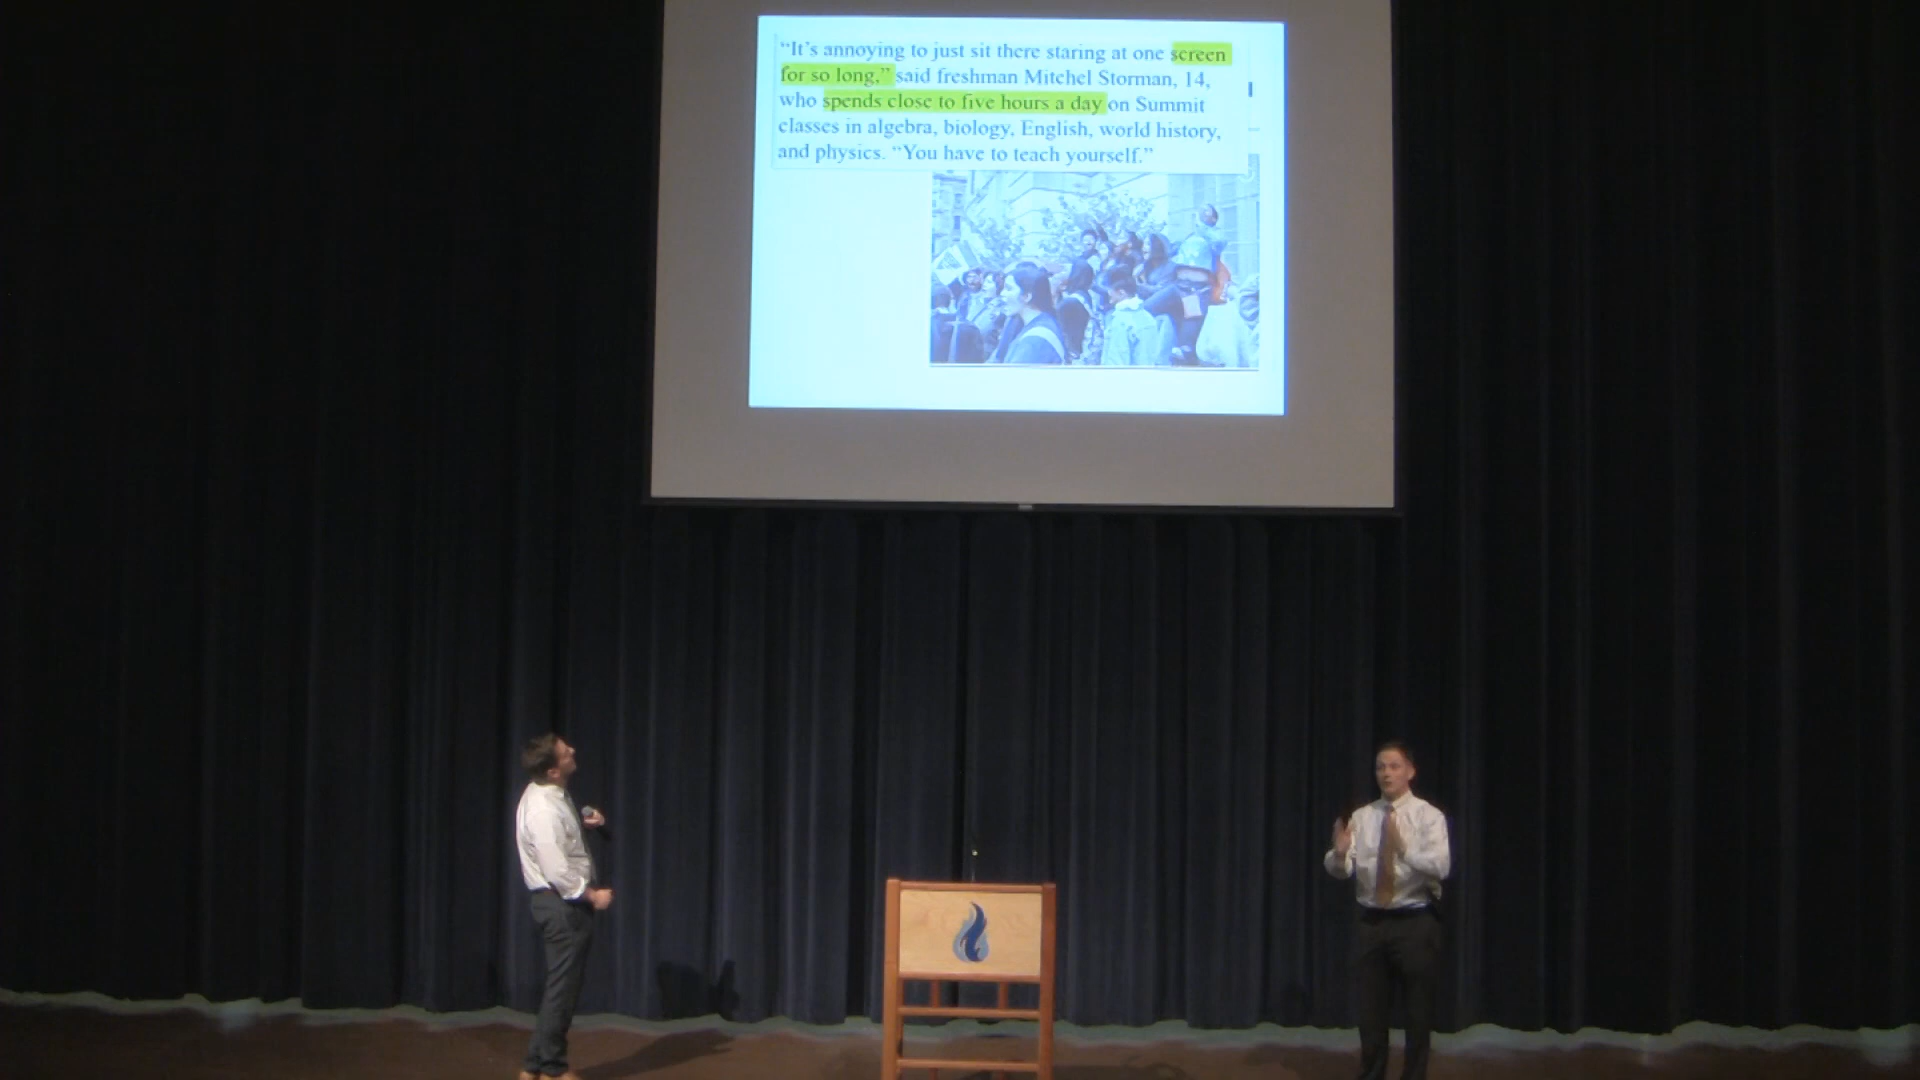 “It’s annoying to just sit there staring at one screen
for so long,” said freshman Mitchel Storman, 14,
who spends close to five hours a day on Summit
classes in algebra, biology, English, world history,
and physics. “You have to teach yourself.”